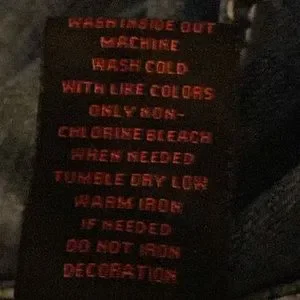 WASH INSIDE OUT
MACHINE
WASH COLD
WITH LIKE COLORS
ONLY NON-
CHLORINE BLEACH
WHEN NEEDED
TUMBLE DRY LOW
WARM IRON
IF NEEDED
DO NOT IRON
DECORATION